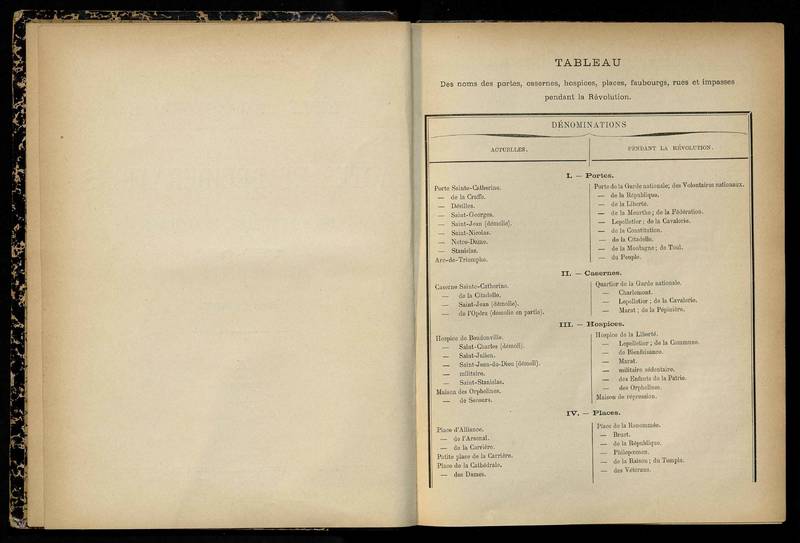 TABLEAU
Des noms des portes, casernes, hospices, places, faubourgs, rues et impasses
pendant la Révolution.
DÉNOMINATIONS
ACTUELLES.
PENDANT LA RÉVOLUTION.
I. — Portes.
Porte Sainte-Catherine.
— de la Craffe.
— Désilles.
— Saint-Georges.
— Saint-Jean (démolie).
— Saint-Nicolas.
— Notre-Dame.
— Stanislas.
Arc-de-Triomphe.
Porte de la Garde nationale; des Volontaires nationaux.
— de la République.
— de la Liberté.
— de la Meurthe; de la Fédération.
— Lepelletier; de la Cavalerie.
— de la Constitution.
— de la Citadelle.
— de la Montagne; de Toul.
— du Peuple.
II. — Casernes.
Caserne Sainte-Catherine.
— de la Citadelle.
— Saint-Jean (démolie).
— de l'Opéra (démolie en partie).
Quartier de la Garde nationale.
— Charlemont.
— Lepelletier; de la Cavalerie.
— Marat; de la Pépinière.
III. — Hospices.
Hospice de Boudonville.
— Saint-Charles (démoli).
— Saint-Julien.
— Saint-Jean-de-Dieu (démoli).
— militaire.
— Saint-Stanislas.
Maison des Orphelines.
— de Secours.
Hospice de la Liberté.
— Lepelletier; de la Commune.
— de Bienfaisance.
— Marat.
— militaire sédentaire.
— des Enfants de la Patrie.
— des Orphelines.
Maison de répression.
IV. — Places.
Place d'Alliance.
— de l'Arsenal.
— de la Carrière.
Petite place de la Carrière.
Place de la Cathédrale.
— des Dames.
Place de la Renommée.
— Bruet.
— de la République.
— Philopœmen.
— de la Raison; du Temple.
— des Vétérans.